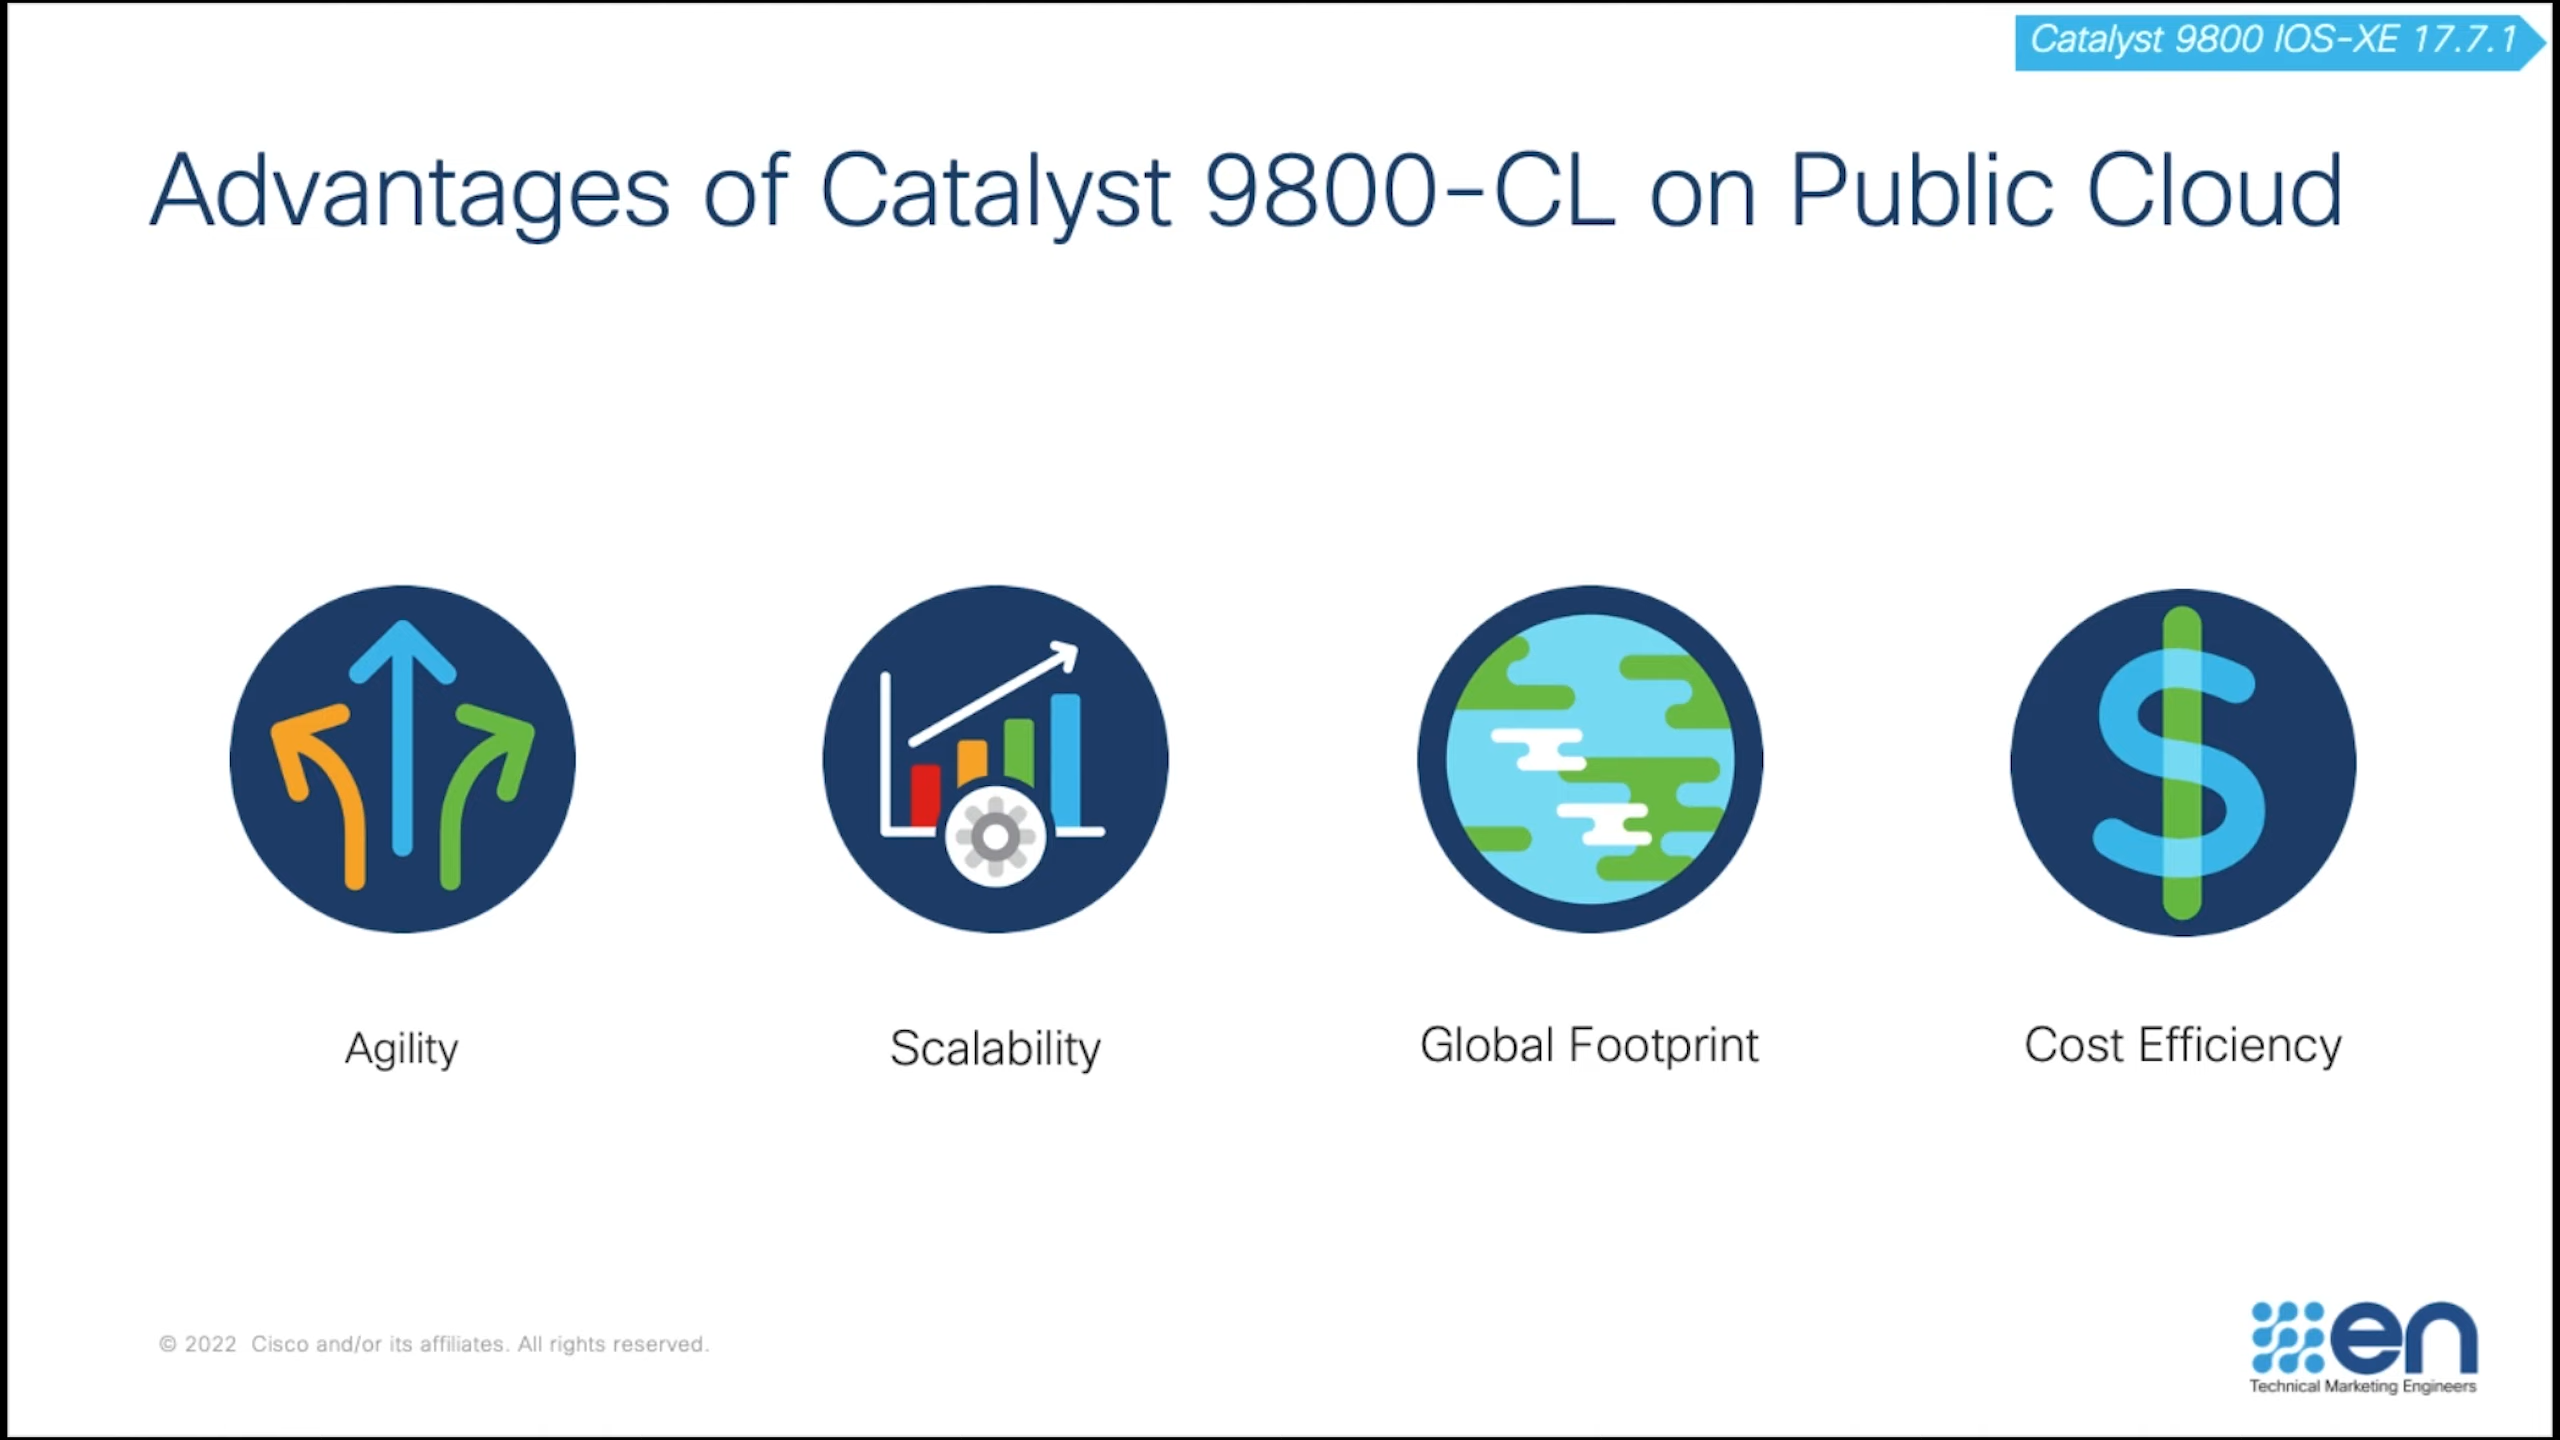 Catalyst 9800 IOS-XE 17.7.1
Advantages of Catalyst 9800-CL on Public Cloud
Agility
Scalability
Global Footprint
Cost Efficiency
© 2022 Cisco and/or its affiliates. All rights reserved.
en
Technical Marketing Engineers